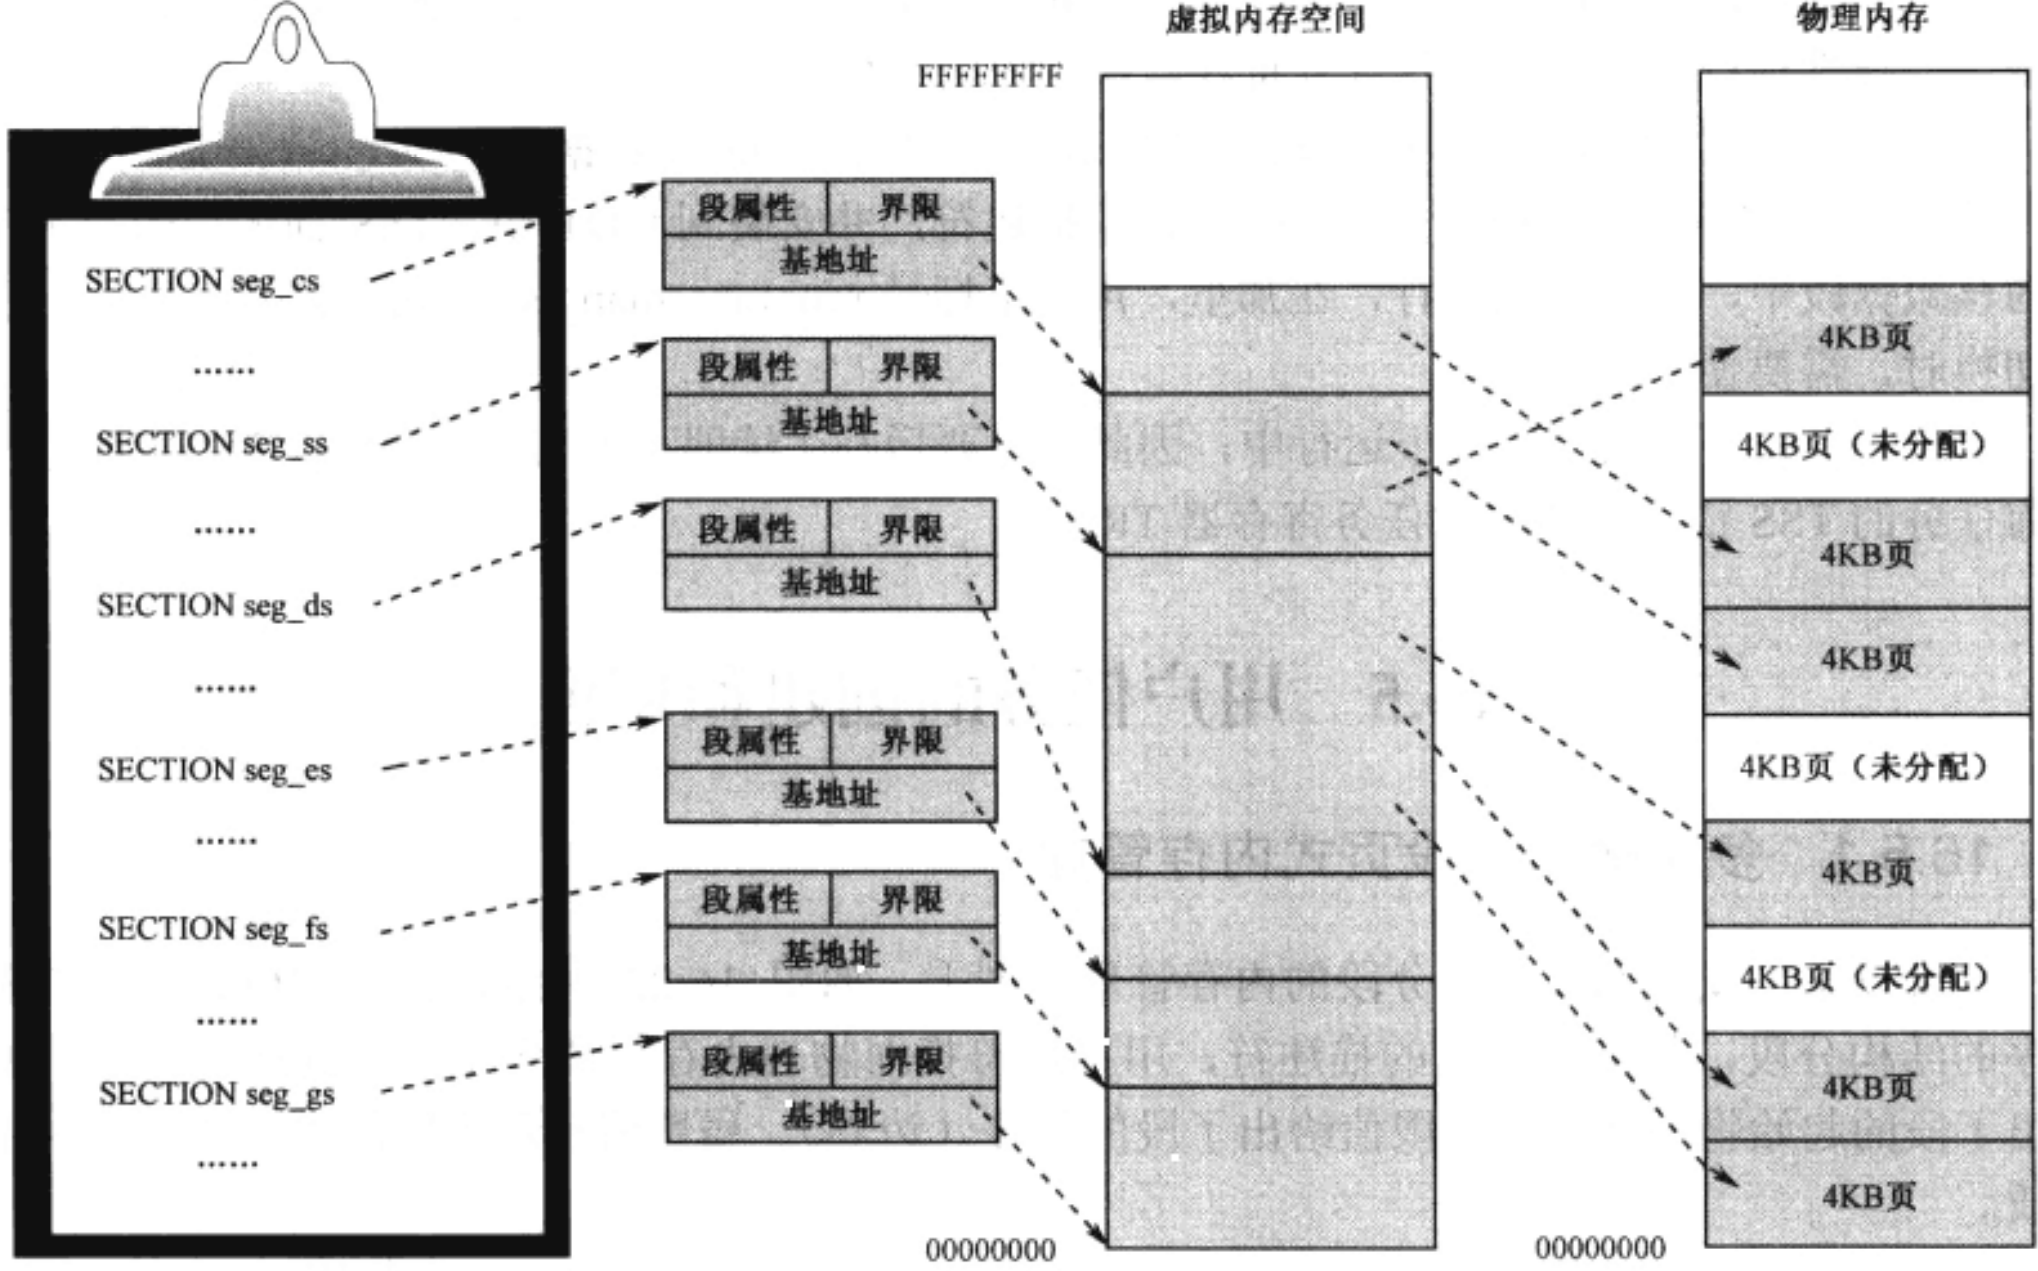 虚拟内存空间
物理内存
FFFFFFFF
SECTION seg_cs
......
SECTION seg_ss
......
SECTION seg_ds
......
SECTION seg_es
......
SECTION seg_fs
......
SECTION seg_gs
......
段属性 界限
基地址
段属性 界限
基地址
段属性 界限
基地址
段属性 界限
基地址
段属性 界限
基地址
段属性 界限
基地址
00000000
4KB页
4KB页（未分配）
4KB页
4KB页
4KB页（未分配）
4KB页
4KB页（未分配）
4KB页
4KB页
00000000